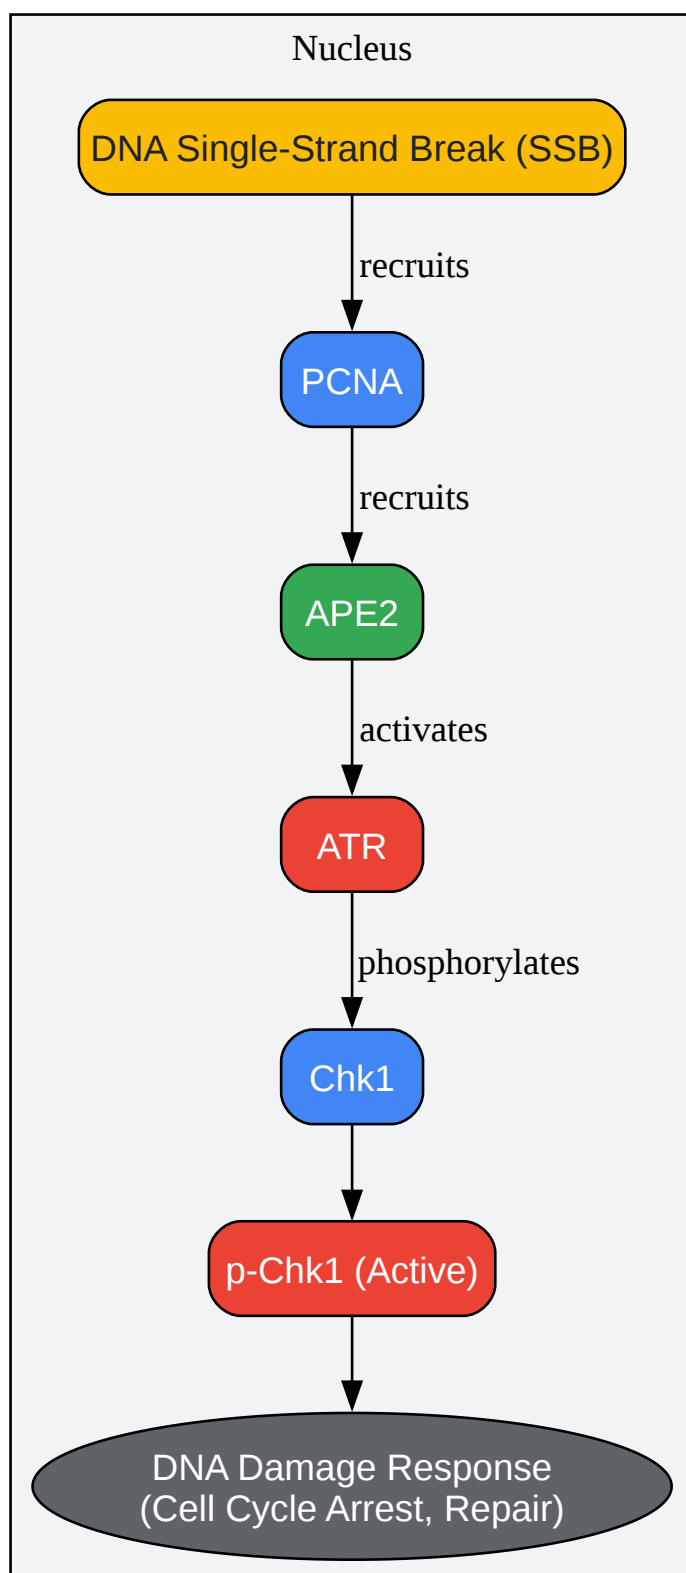 Nucleus
DNA Single-Strand Break (SSB)
recruits
PCNA
recruits
APE2
activates
ATR
phosphorylates
Chk1
p-Chk1 (Active)
DNA Damage Response
(Cell Cycle Arrest, Repair)